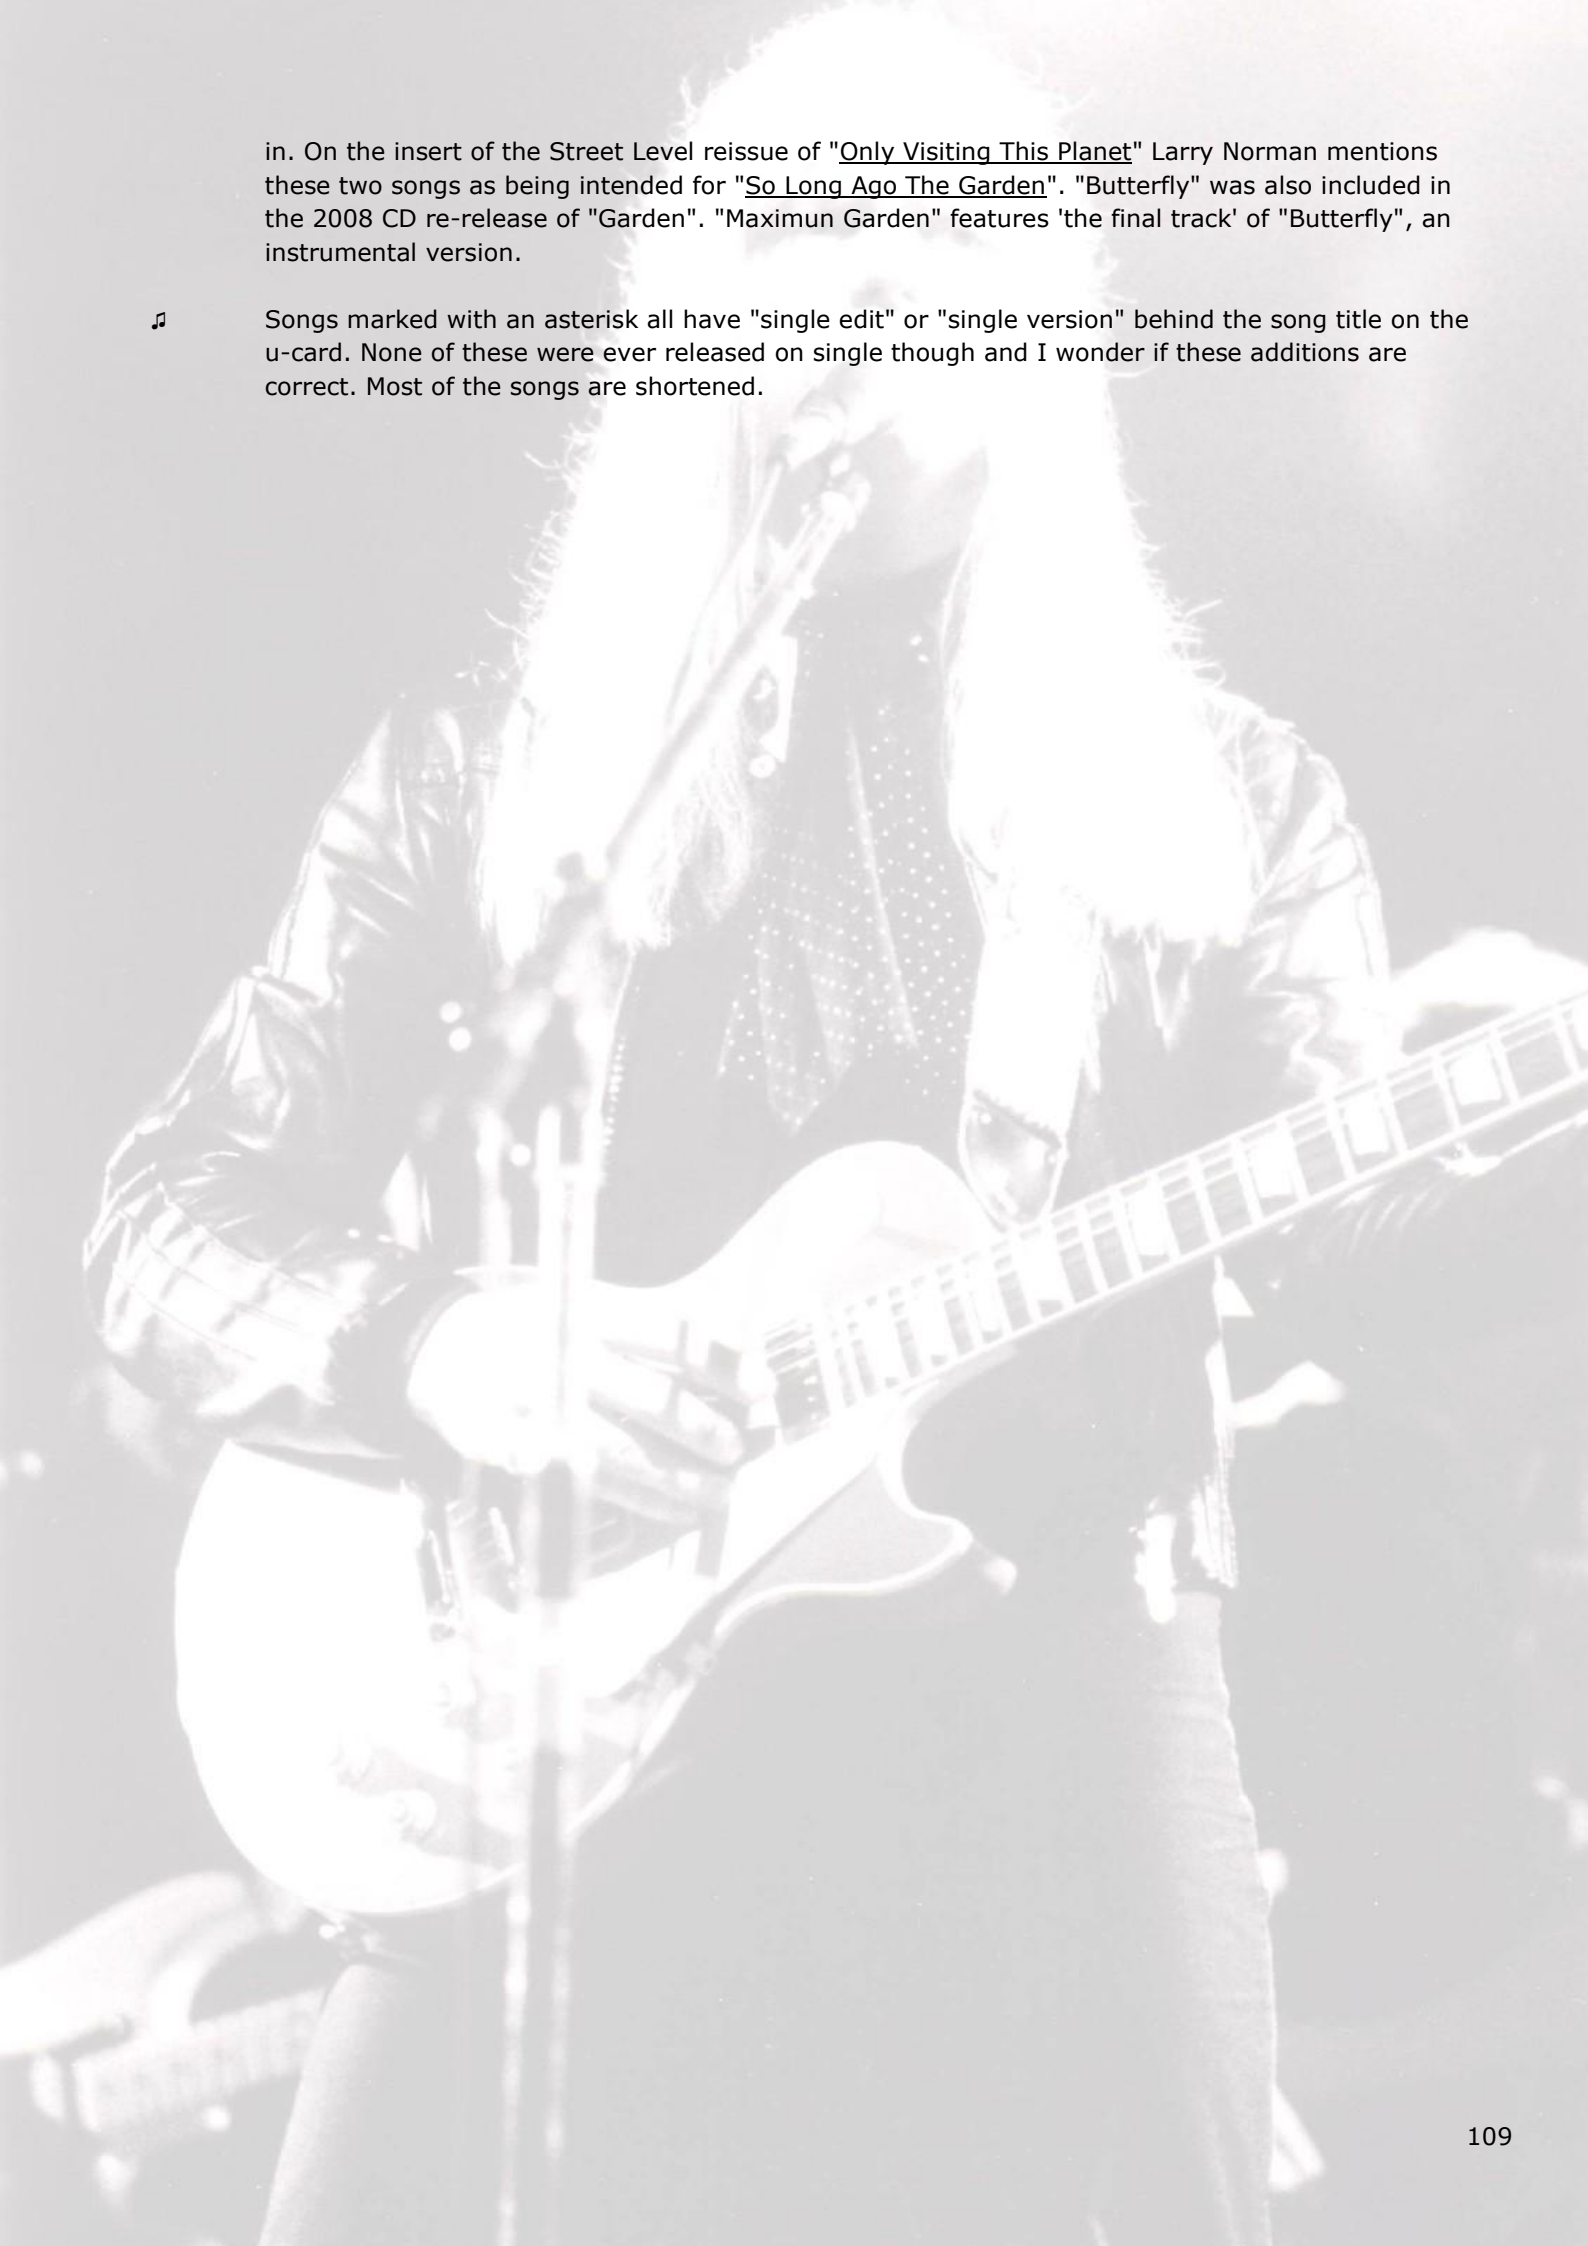 in. On the insert of the Street Level reissue of "Only Visiting This Planet" Larry Norman mentions
these two songs as being intended for "So Long Ago The Garden". "Butterfly" was also included in
the 2008 CD re-release of "Garden". "Maximun Garden" features 'the final track' of "Butterfly", an
instrumental version.
♫ Songs marked with an asterisk all have "single edit" or "single version" behind the song title on the
u-card. None of these were ever released on single though and I wonder if these additions are
correct. Most of the songs are shortened.
109